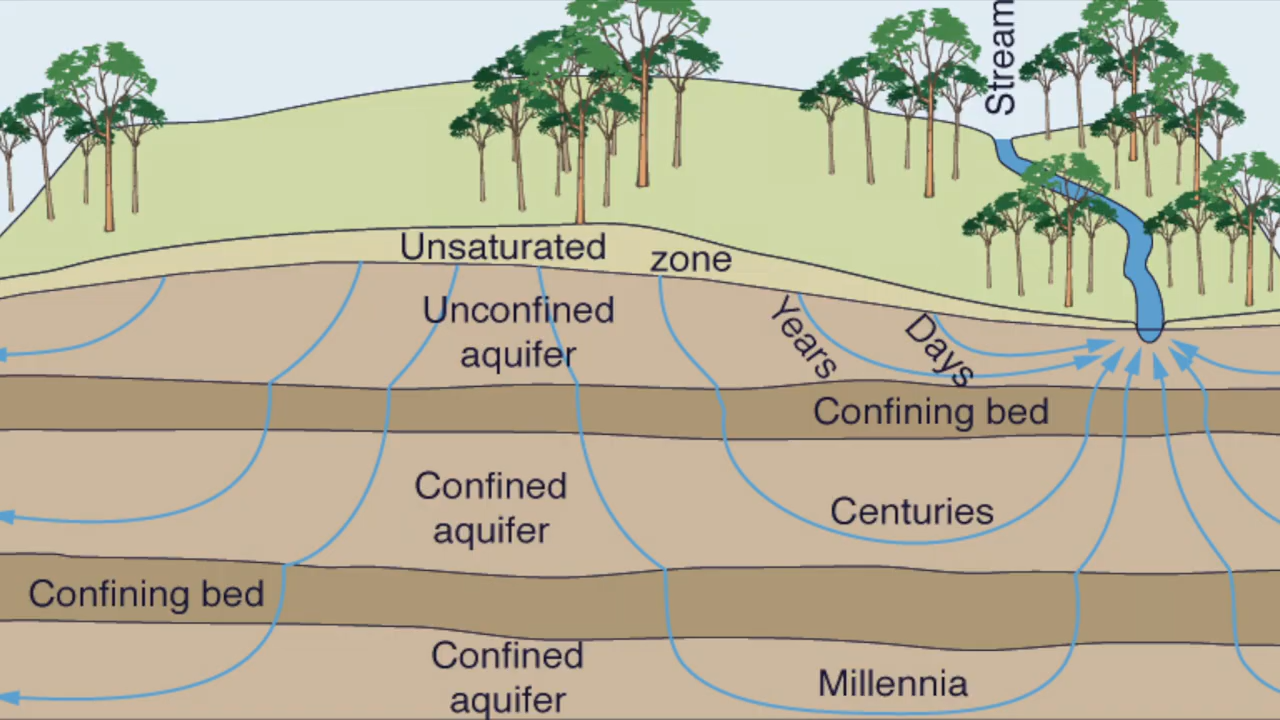 Stream
Unsaturated zone
Unconfined
aquifer
Years
Days
Confining bed
Confined
aquifer
Centuries
Confining bed
Confined
aquifer
Millennia